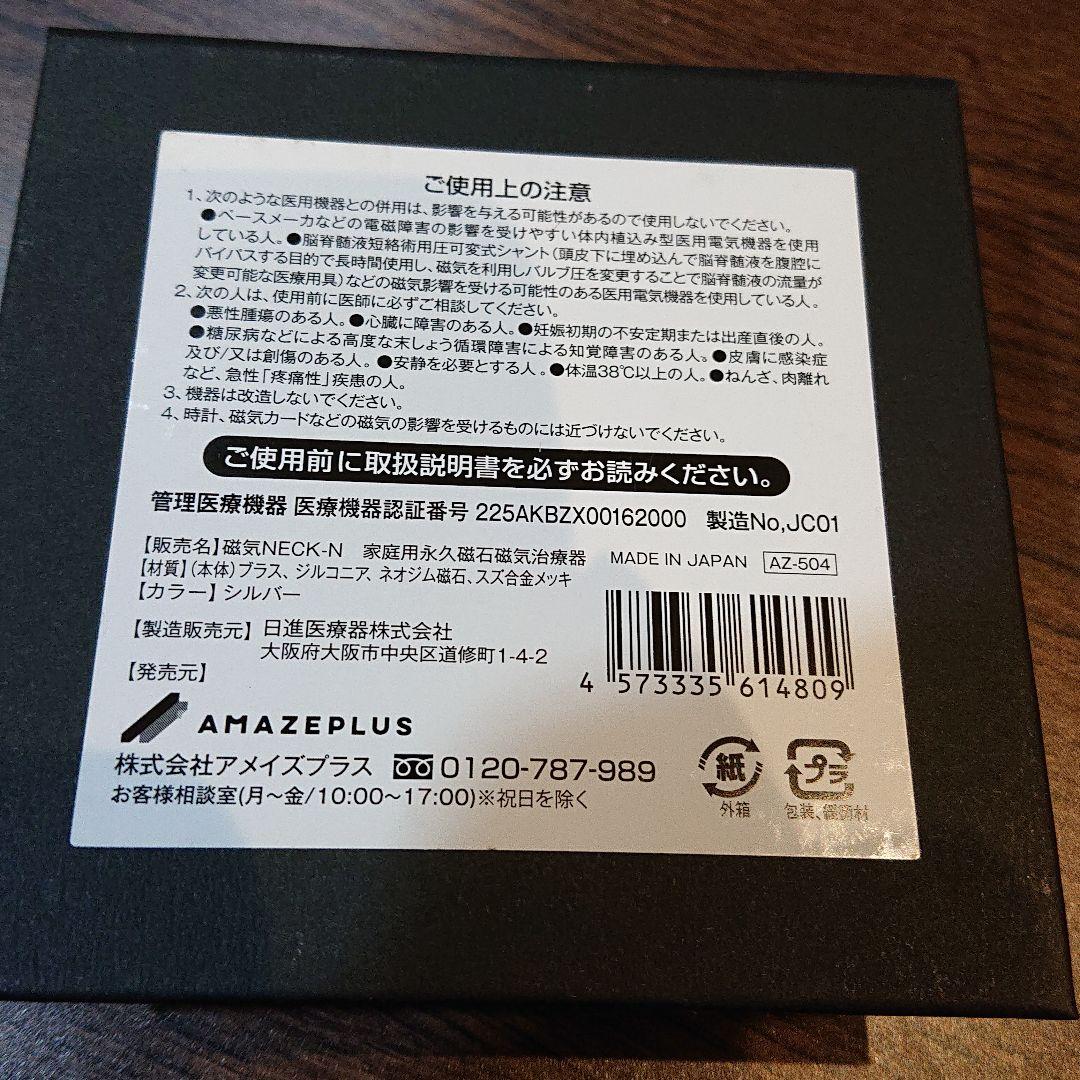 ご使用上の注意
1、次のような医用機器との併用は、影響を与える可能性があるので使用しないでください。
●ペースメーカなどの電磁障害の影響を受けやすい体内植込み型医用電気機器を使用
している人。●脳脊髄液短絡術用圧可変式シャント(頭皮下に埋め込んで脳脊髄液を腹腔に
バイパスする目的で長時間使用し、磁気を利用しバルブ圧を変更することで脳脊髄液の流量が
変更可能な医療用具)などの磁気影響を受ける可能性のある医用電気機器を使用している人。
2、次の人は、使用前に医師に必ずご相談してください。
●悪性腫瘍のある人。●心臓に障害のある人。●妊娠初期の不安定期または出産直後の人。
●糖尿病などによる高度な末しょう循環障害による知覚障害のある人。●皮膚に感染症
及び/又は創傷のある人。●安静を必要とする人。●体温38℃以上の人。●ねんざ、肉離れ
など、急性「疼痛性」疾患の人。
3、機器は改造しないでください。
4、時計、磁気カードなどの磁気の影響を受けるものには近づけないでください。
ご使用前に取扱説明書を必ずお読みください。
管理医療機器 医療機器認証番号 225AKBZX00162000 製造No,JC01
【販売名】磁気NECK-N 家庭用永久磁石磁気治療器 MADE IN JAPAN AZ-504
【材質】(本体)ブラス、ジルコニア、ネオジム磁石、スズ合金メッキ
【カラー】シルバー
【製造販売元】日進医療器株式会社
大阪府大阪市中央区道修町1-4-2
4 573335 614809
【発売元】
AMAZEPLUS
株式会社アメイズプラス 0120-787-989
お客様相談室(月～金/10:00～17:00)※祝日を除く
紙 プラ
外箱 包装、緩衝材